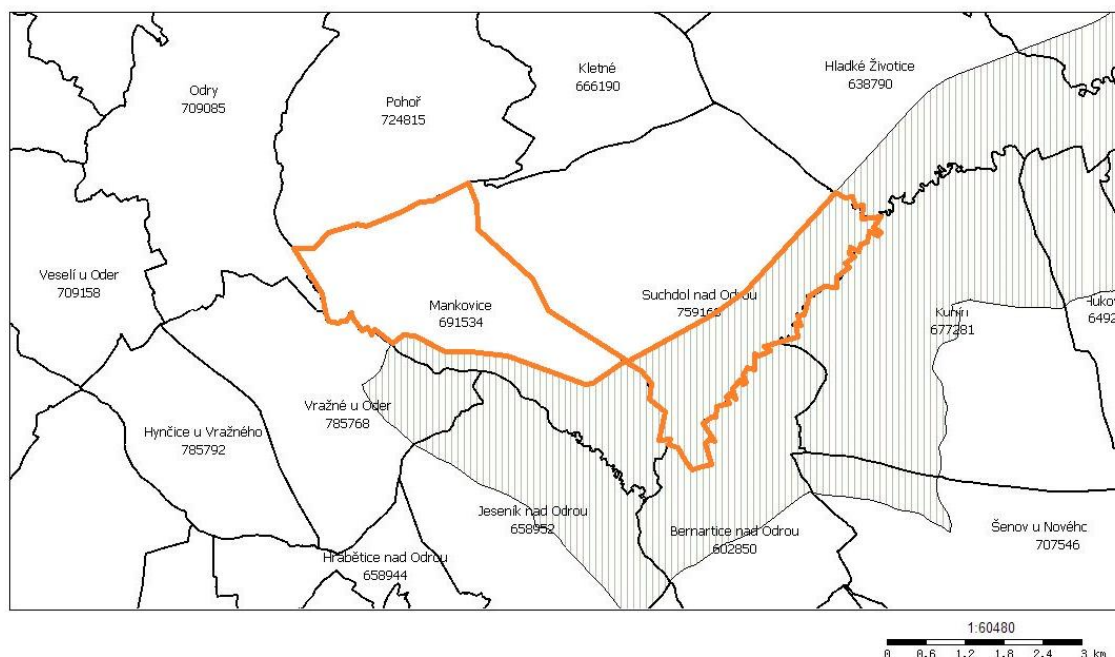 Kletné
666190
Hladké Životice
638790
Odry
709085
Pohoř
724815
Veselí u Oder
709158
Mankovice
691534
Suchdol nad Odrou
Kunín
677281
Vražné u Oder
785768
Hynčice u Vražného
785792
Jeseník nad Odrou
658952
Bernartice nad Odrou
602850
Šenov u Novéhc
707546
Hrabětice nad Odrou
658944
1:60480
0 0.6 1.2 1.8 2.4 3 km